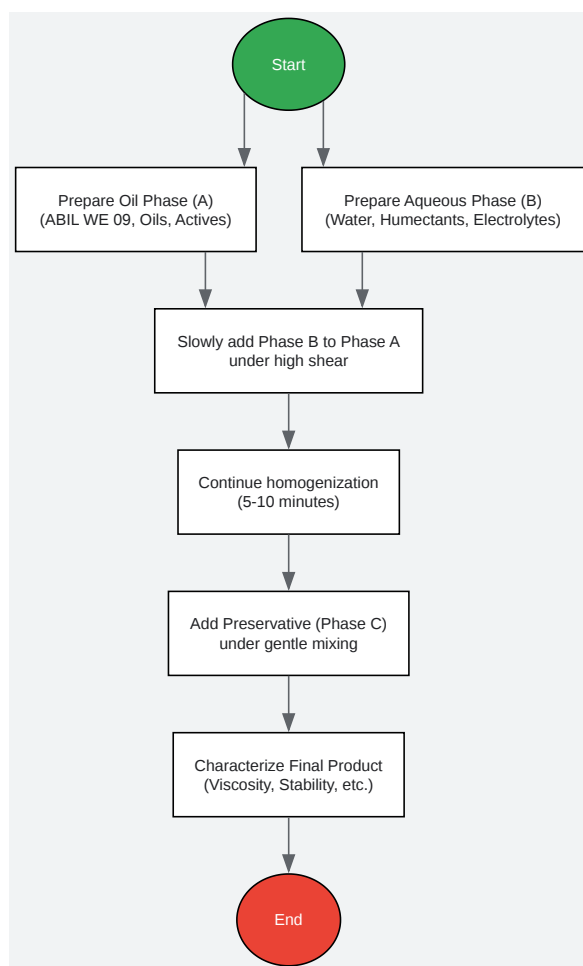 Start
Prepare Oil Phase (A)
(ABIL WE 09, Oils, Actives)
Prepare Aqueous Phase (B)
(Water, Humectants, Electrolytes)
Slowly add Phase B to Phase A
under high shear
Continue homogenization
(5-10 minutes)
Add Preservative (Phase C)
under gentle mixing
Characterize Final Product
(Viscosity, Stability, etc.)
End